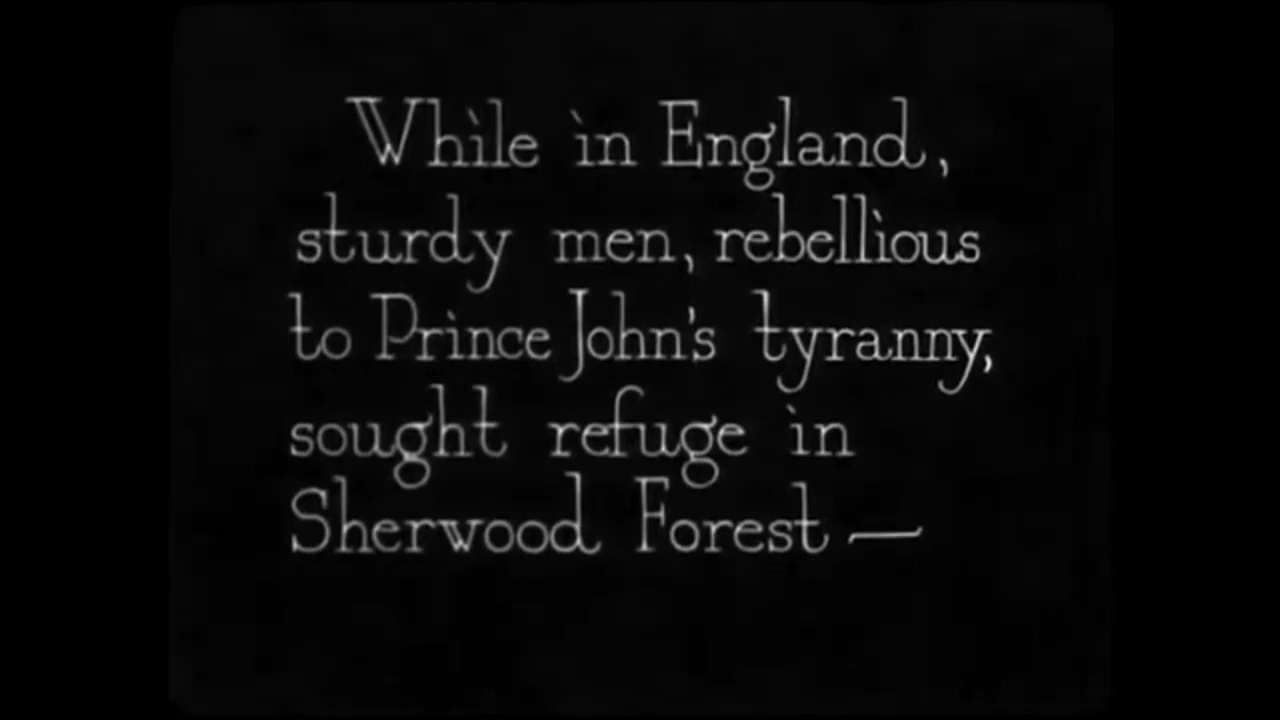 While in England,
sturdy men, rebellious
to Prince John's tyranny,
sought refuge in
Sherwood Forest —